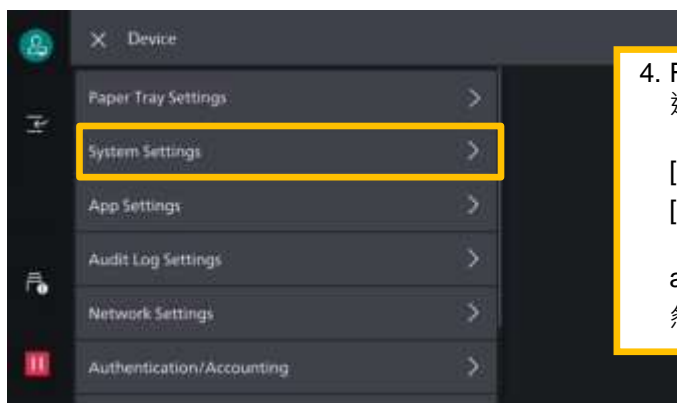 Device
Paper Tray Settings
System Settings
App Settings
Audit Log Settings
Network Settings
Authentication/Accounting
4.
[
[